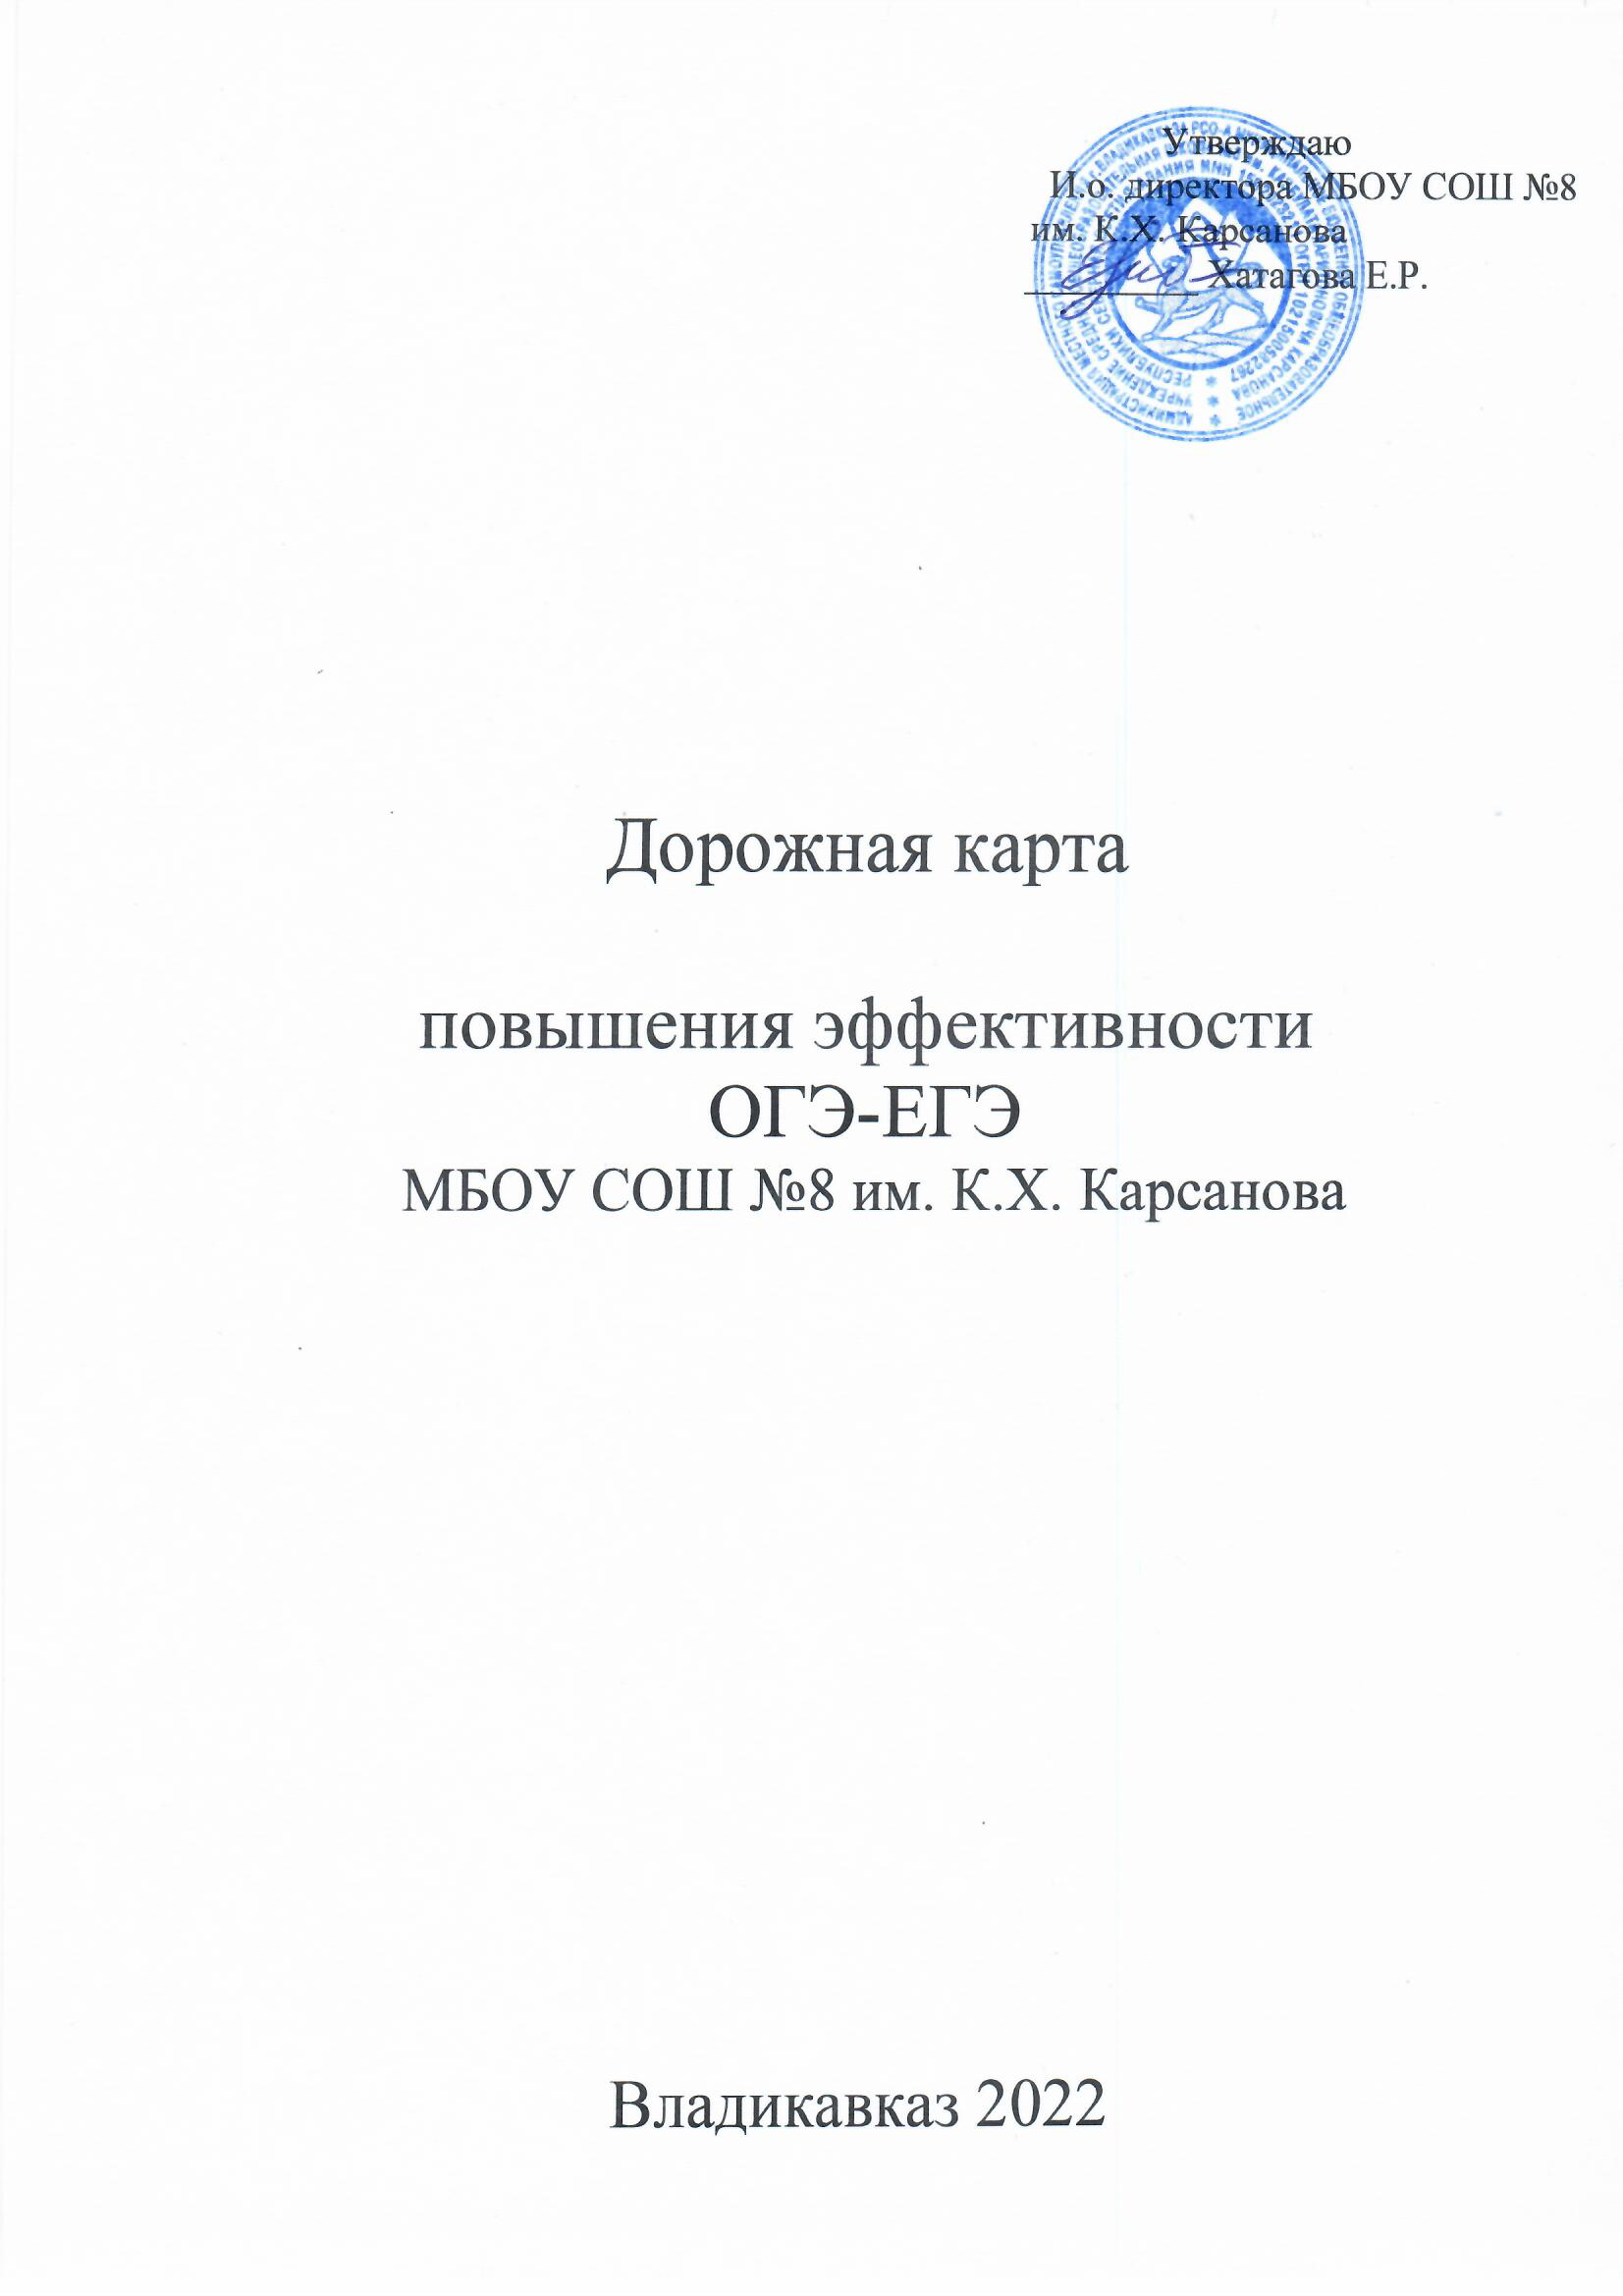 Утверждаю
И.о. директора МБОУ СОШ №8
им. К.Х. Карсанова
__________ Хатагова Е.Р.
Дорожная карта
повышения эффективности
ОГЭ-ЕГЭ
МБОУ СОШ №8 им. К.Х. Карсанова
Владикавказ 2022